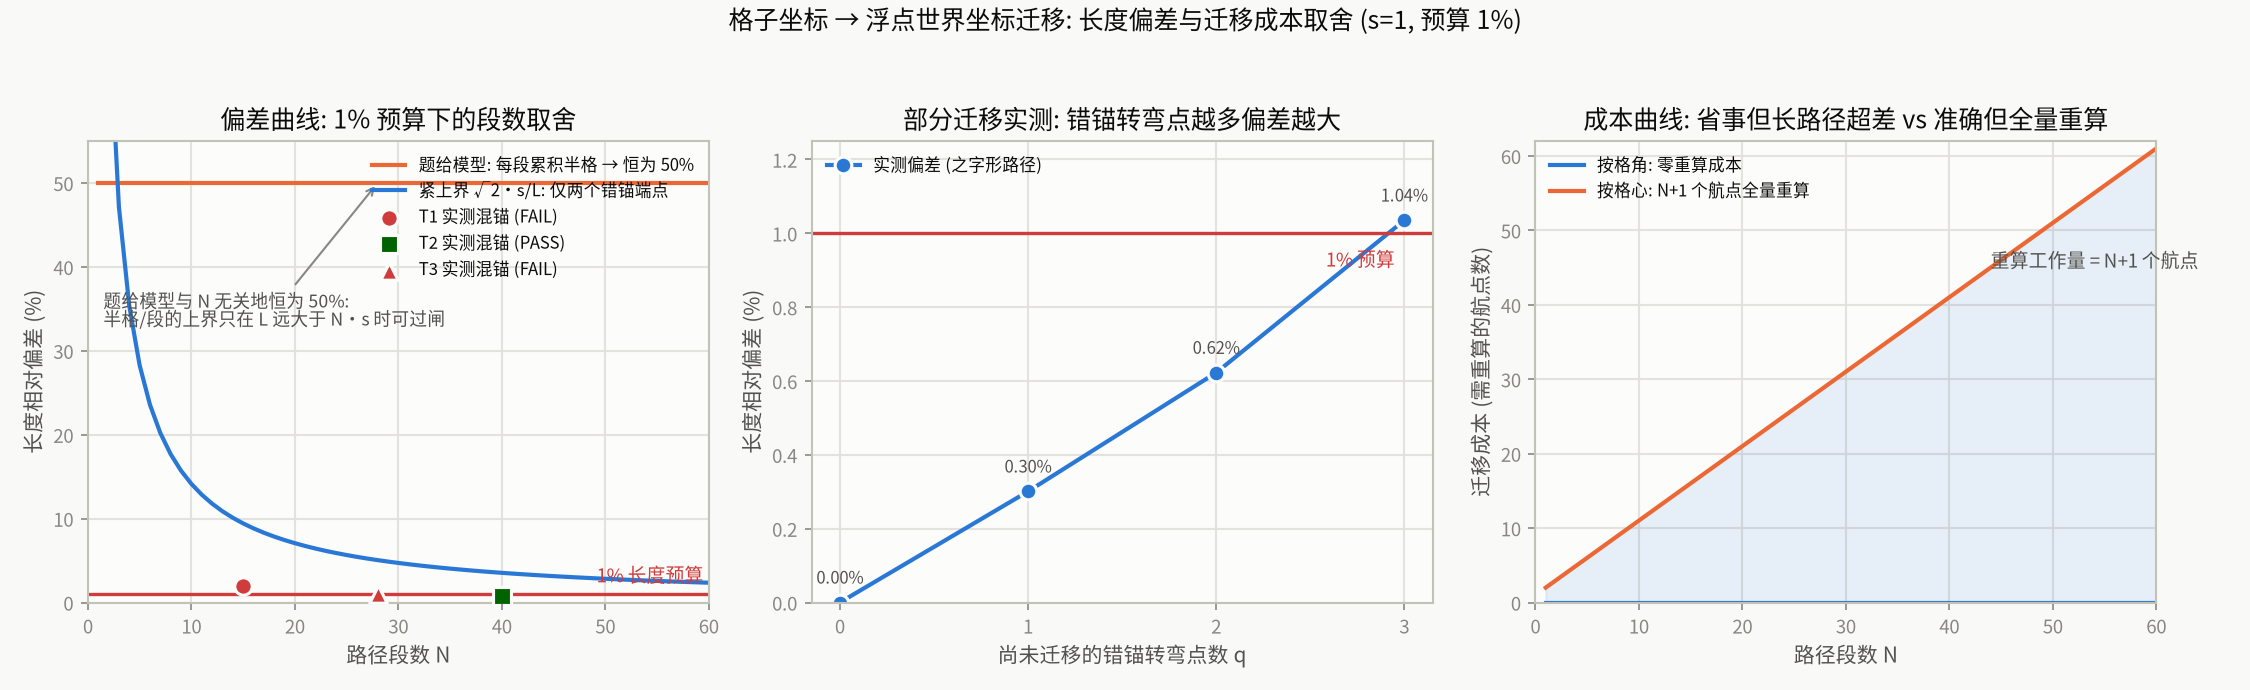 格子坐标 → 浮点世界坐标迁移: 长度偏差与迁移成本取舍 (s=1, 预算 1%)
偏差曲线: 1% 预算下的段数取舍
题给模型: 每段累积半格 → 恒为 50%
紧上界 √2·s/L: 仅两个错锚端点
T1 实测混锚 (FAIL)
T2 实测混锚 (PASS)
T3 实测混锚 (FAIL)
题给模型与 N 无关地恒为 50%:
半格/段的上界只在 L 远大于 N·s 时可过闸
1% 长度预算
长度相对偏差 (%)
50
40
30
20
10
0
0 10 20 30 40 50 60
路径段数 N
部分迁移实测: 错锚转弯点越多偏差越大
实测偏差 (之字形路径)
1.04%
1% 预算
0.62%
0.30%
0.00%
长度相对偏差 (%)
1.2
1.0
0.8
0.6
0.4
0.2
0.0
0 1 2 3
尚未迁移的错锚转弯点数 q
成本曲线: 省事但长路径超差 vs 准确但全量重算
按格角: 零重算成本
按格心: N+1 个航点全量重算
重算工作量 = N+1 个航点
迁移成本 (需重算的航点数)
60
50
40
30
20
10
0
0 10 20 30 40 50 60
路径段数 N